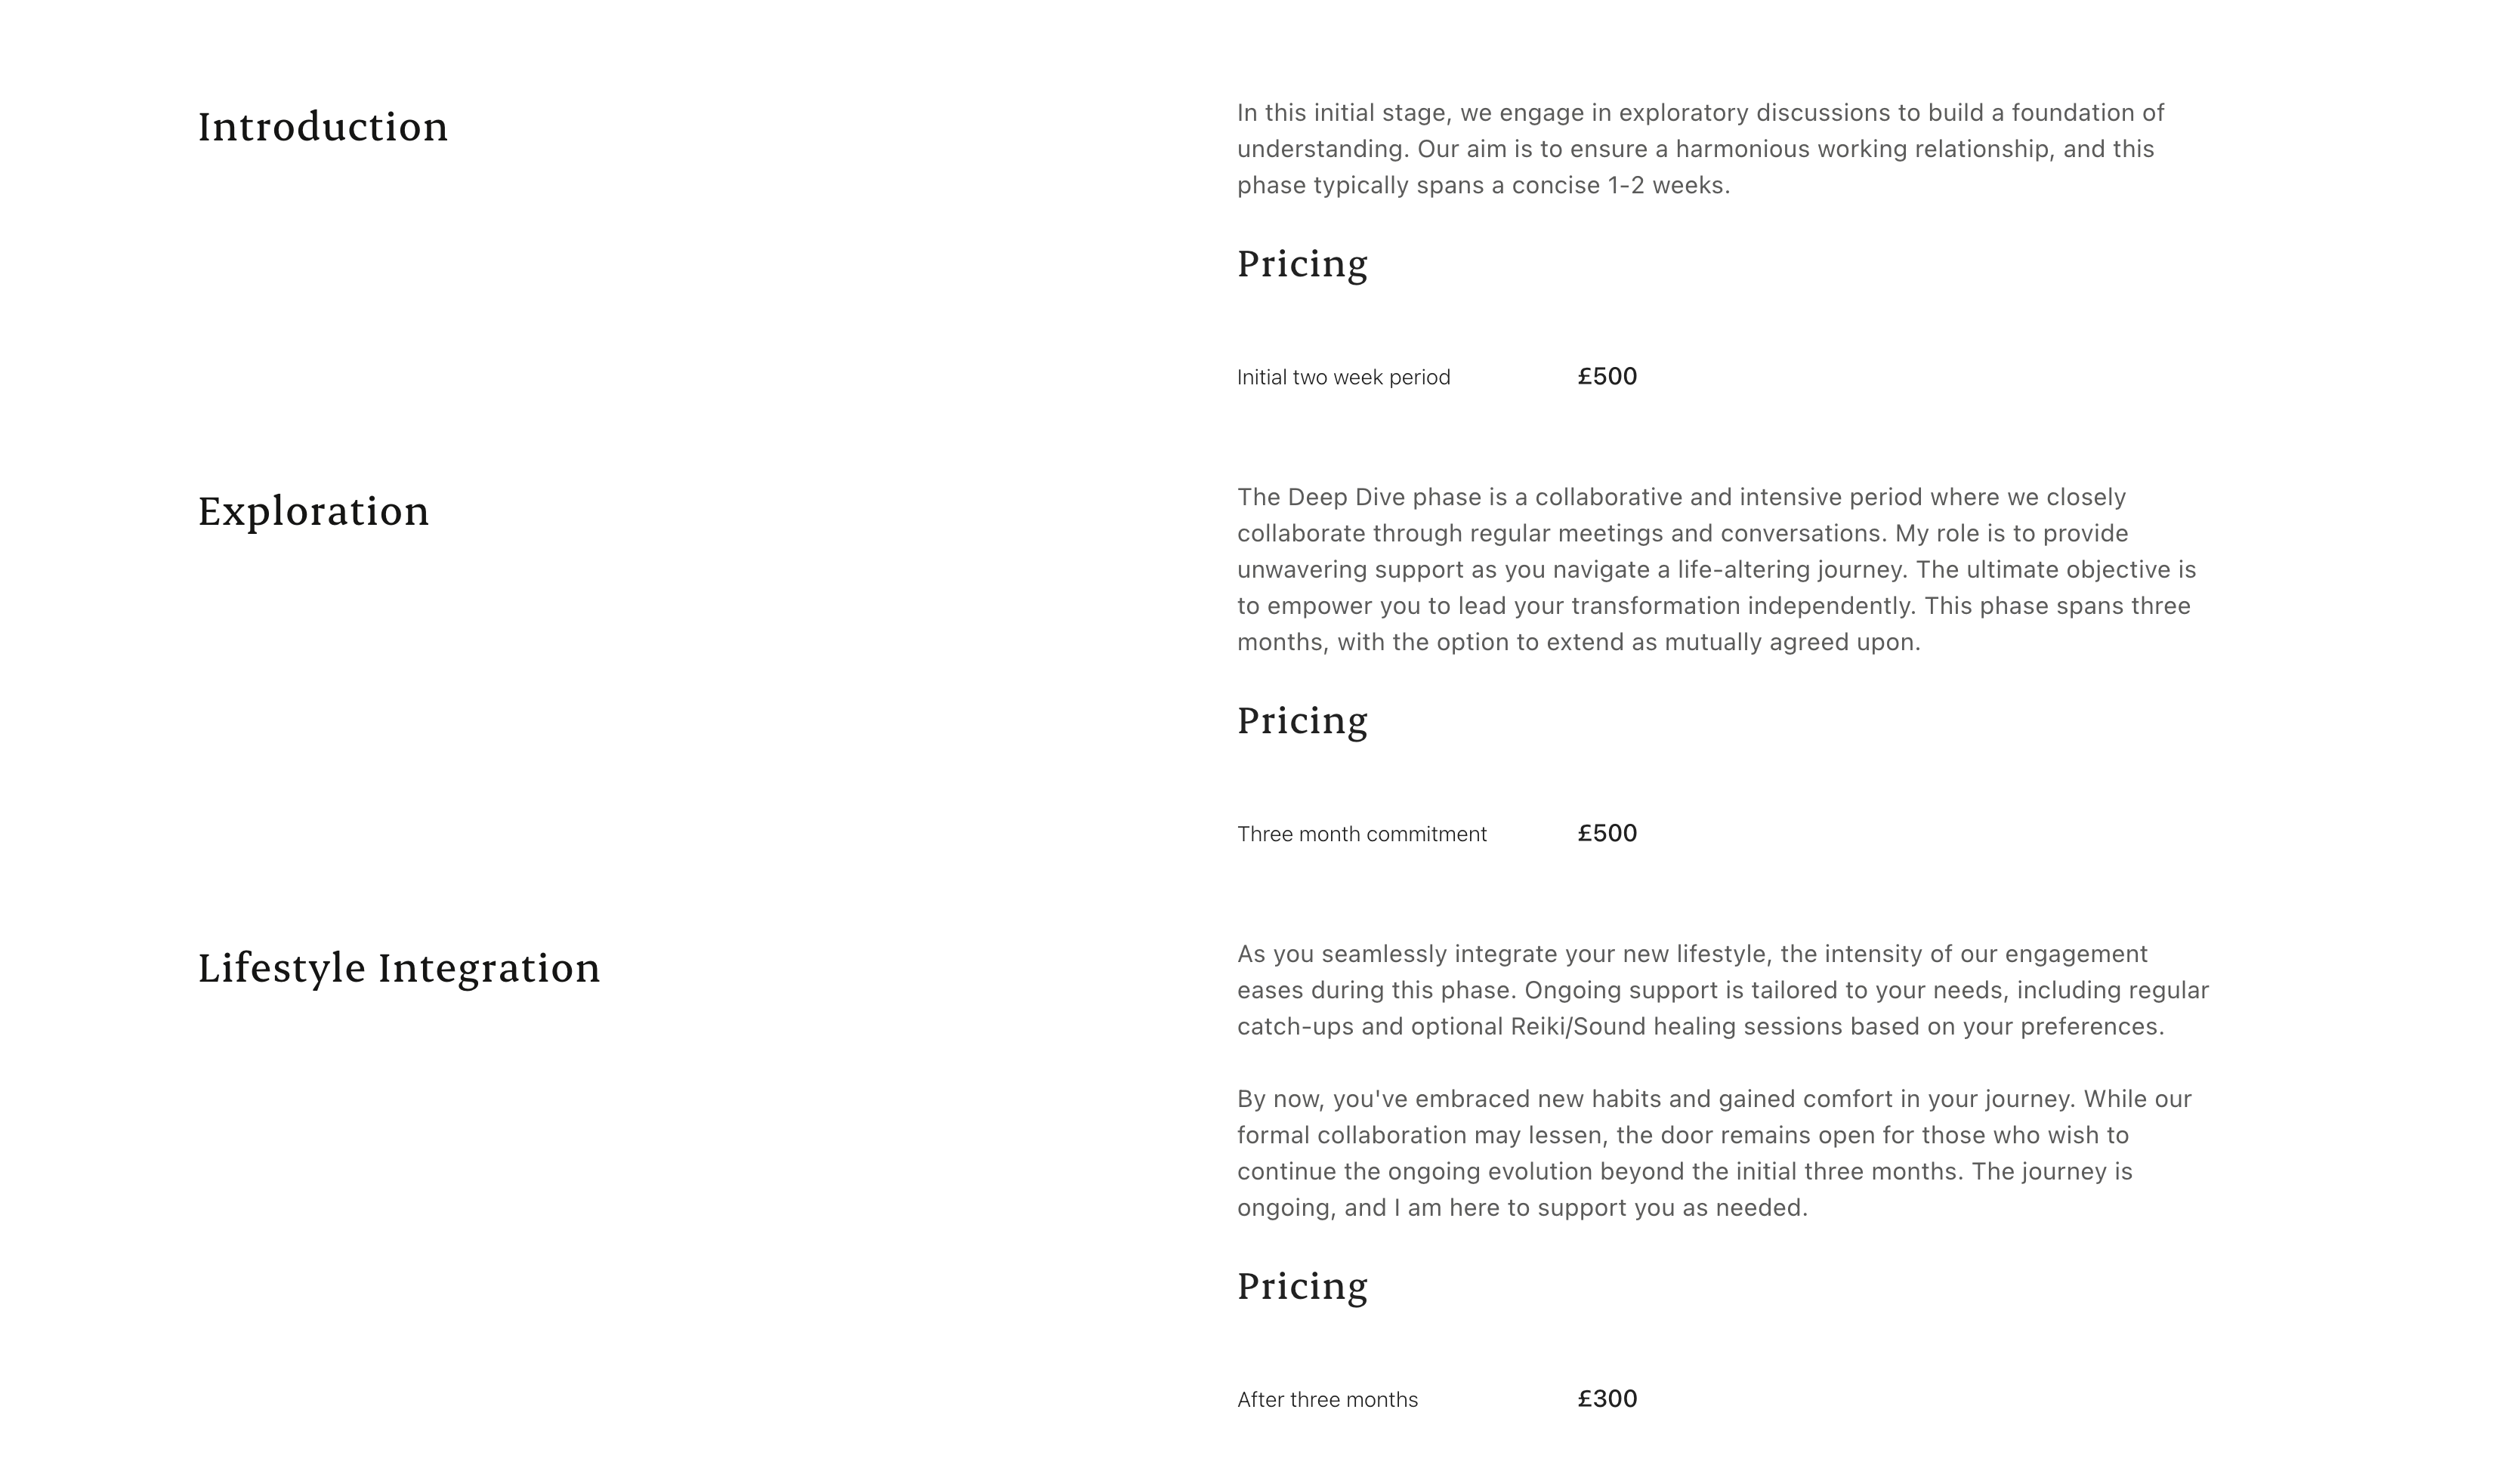 Introduction
In this initial stage, we engage in exploratory discussions to build a foundation of
understanding. Our aim is to ensure a harmonious working relationship, and this
phase typically spans a concise 1-2 weeks.
Pricing
Initial two week period £500
Exploration
The Deep Dive phase is a collaborative and intensive period where we closely
collaborate through regular meetings and conversations. My role is to provide
unwavering support as you navigate a life-altering journey. The ultimate objective is
to empower you to lead your transformation independently. This phase spans three
months, with the option to extend as mutually agreed upon.
Pricing
Three month commitment £500
Lifestyle Integration
As you seamlessly integrate your new lifestyle, the intensity of our engagement
eases during this phase. Ongoing support is tailored to your needs, including regular
catch-ups and optional Reiki/Sound healing sessions based on your preferences.
By now, you've embraced new habits and gained comfort in your journey. While our
formal collaboration may lessen, the door remains open for those who wish to
continue the ongoing evolution beyond the initial three months. The journey is
ongoing, and I am here to support you as needed.
Pricing
After three months £300